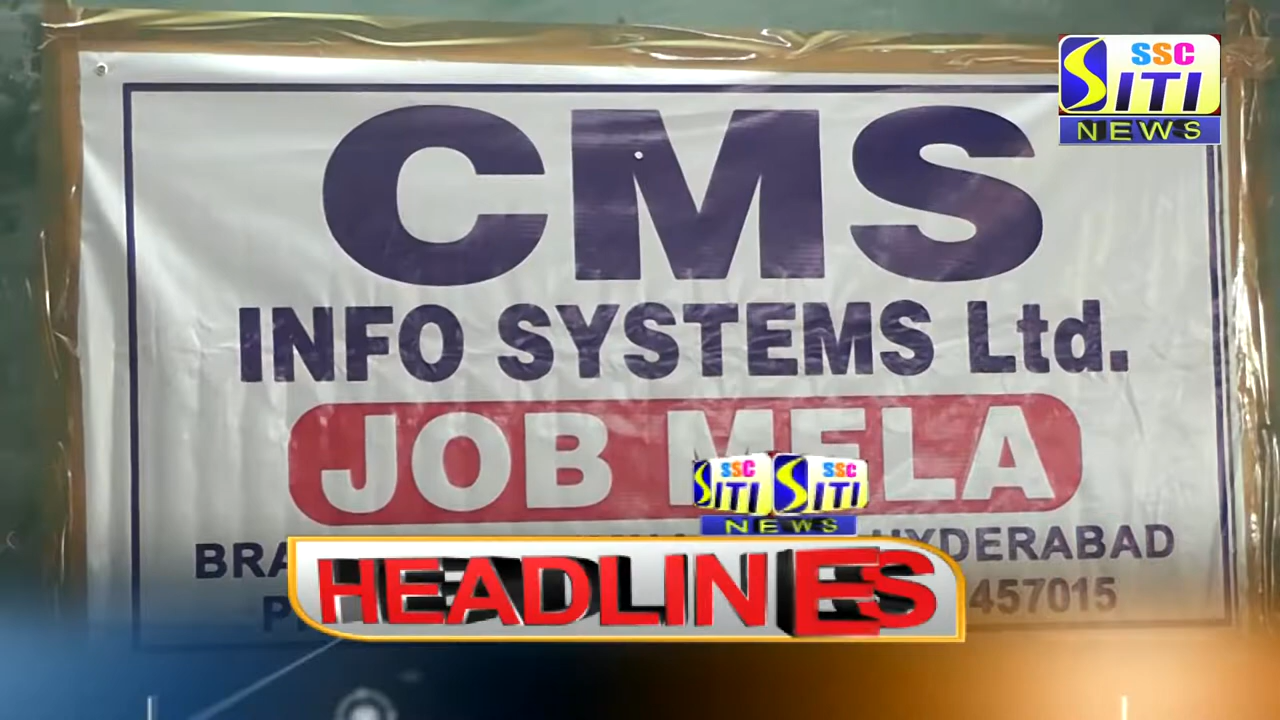 SSC
SITI
NEWS
CMS
INFO SYSTEMS Ltd.
JOB MELA
SSC SSC
SITI SITI
NEWS
HYDERABAD
457015
HEADLINES